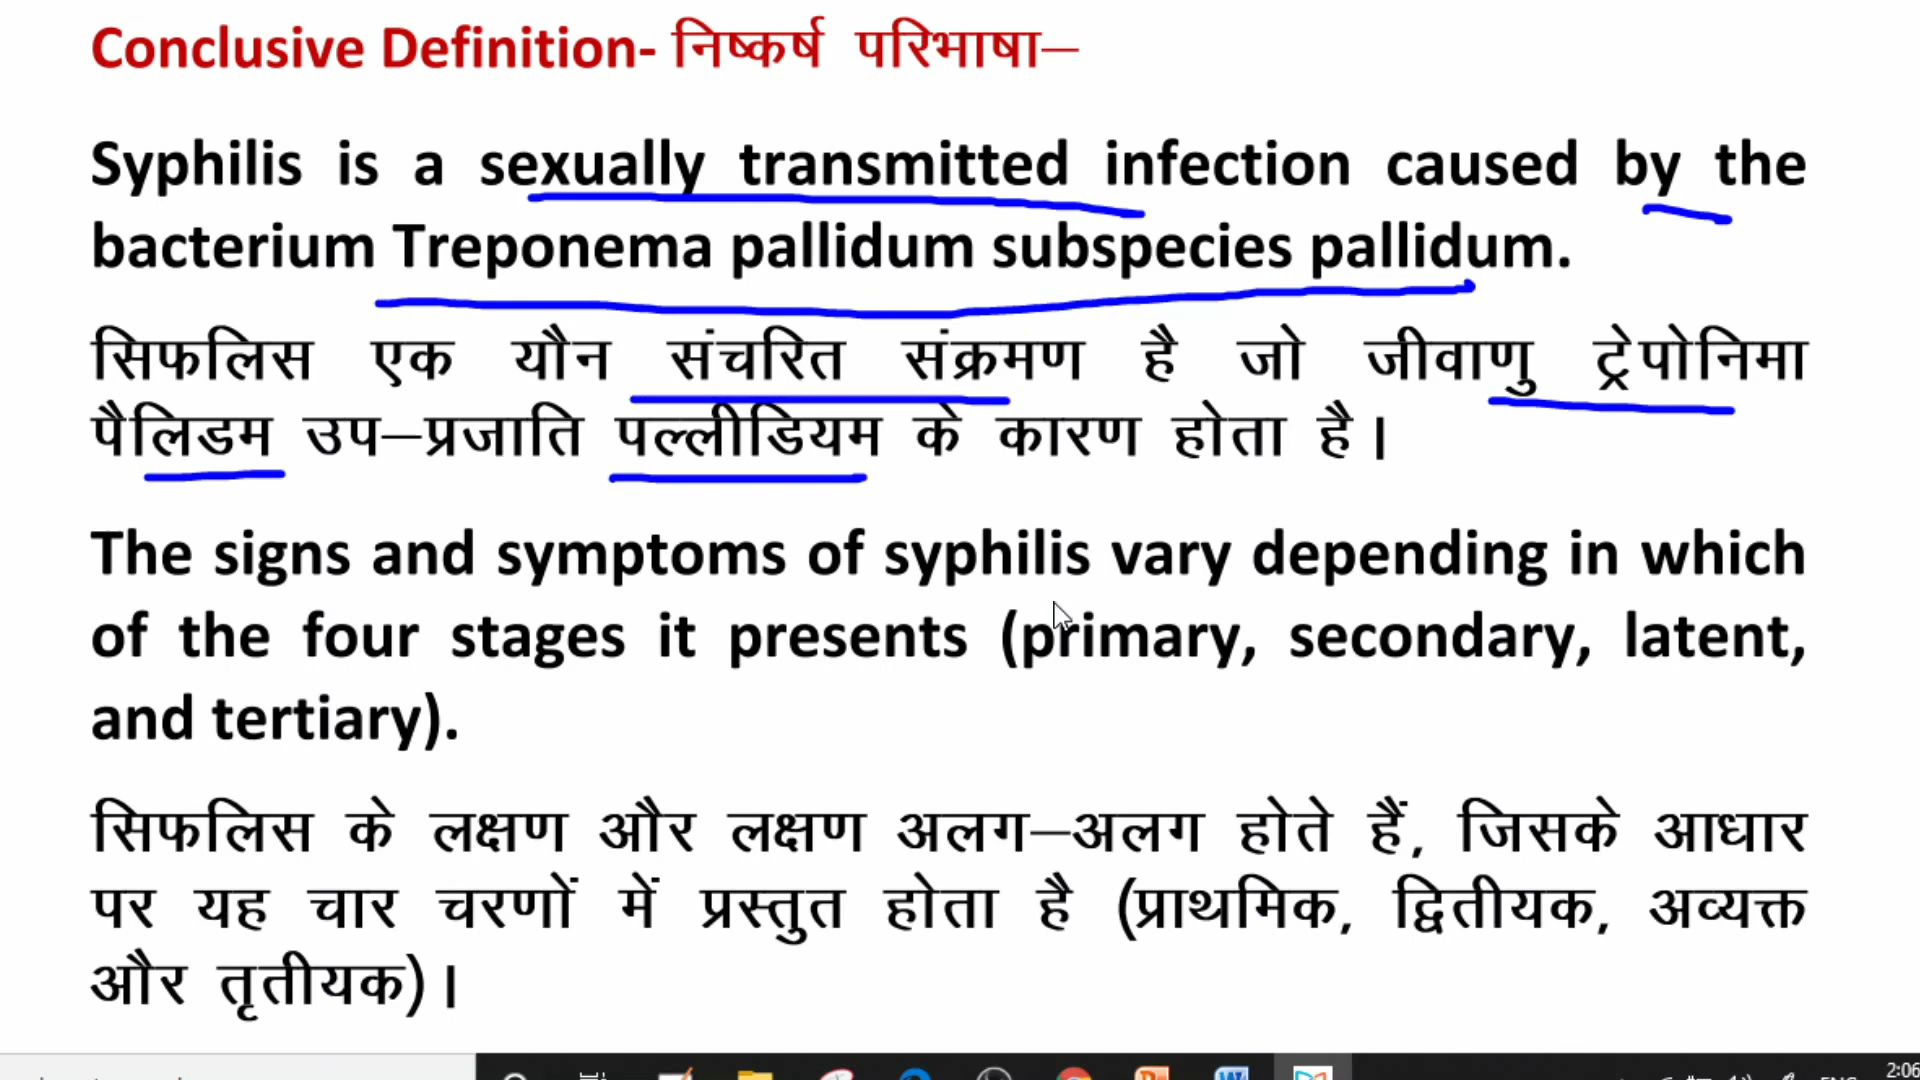 Conclusive Definition- निष्कर्ष परिभाषा—
Syphilis is a sexually transmitted infection caused by the
bacterium Treponema pallidum subspecies pallidum.
सिफलिस एक यौन संचरित संक्रमण है जो जीवाणु ट्रेपोनिमा
पैलिडम उप—प्रजाति पल्लीडियम के कारण होता है।
The signs and symptoms of syphilis vary depending in which
of the four stages it presents (primary, secondary, latent,
and tertiary).
सिफलिस के लक्षण और लक्षण अलग—अलग होते हैं, जिसके आधार
पर यह चार चरणों में प्रस्तुत होता है (प्राथमिक, द्वितीयक, अव्यक्त
और तृतीयक)।
2:06